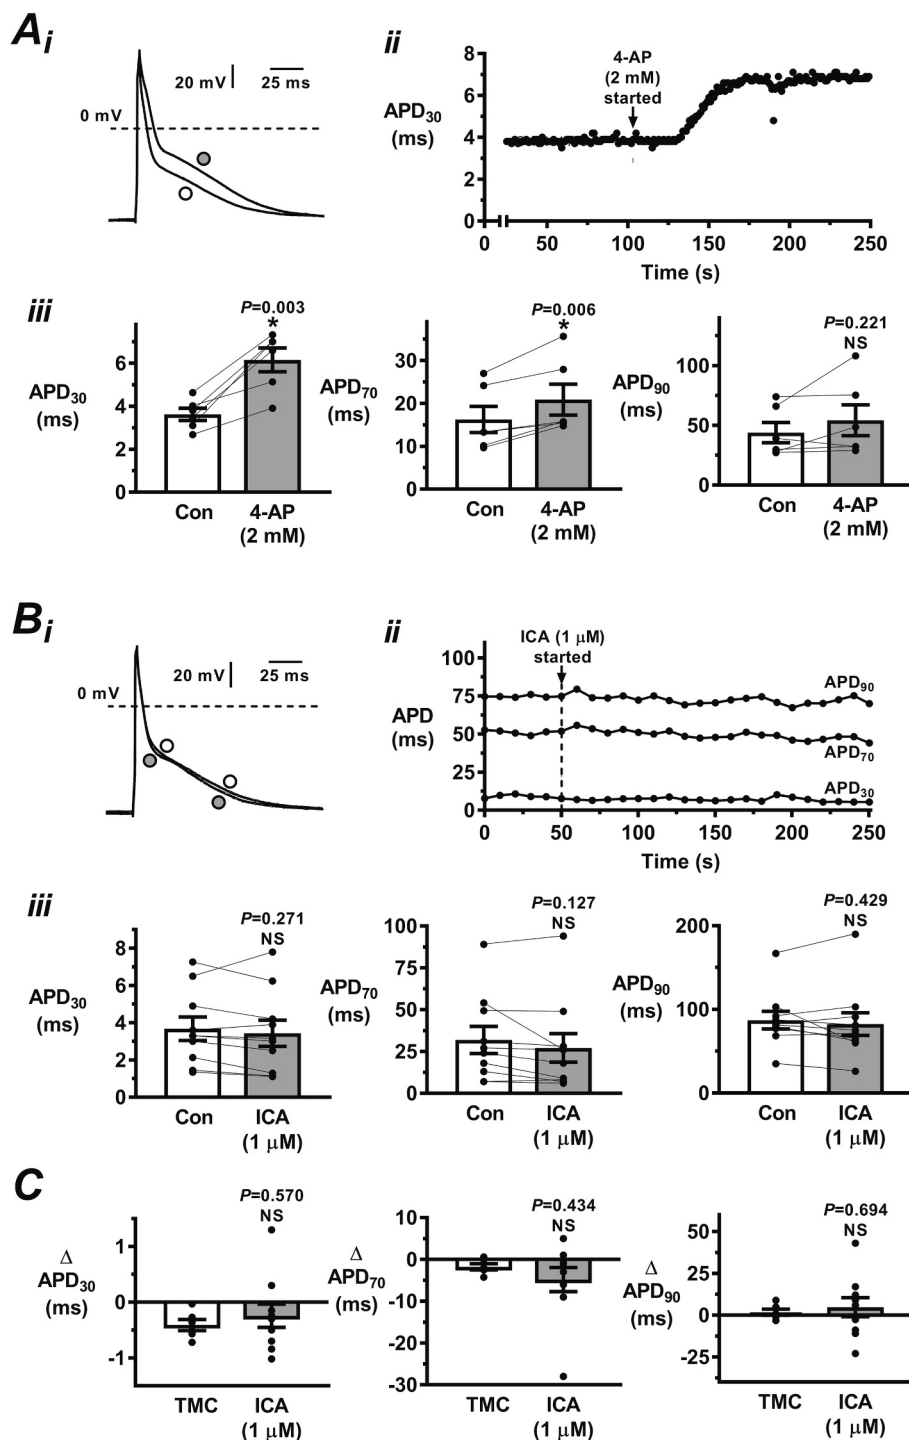 A i
20 mV
25 ms
0 mV
ii
APD30
(ms)
8
6
4
2
0
4-AP
(2 mM)
started
0
50
100
150
200
250
Time (s)
iii
APD30
(ms)
6
4
2
0
P=0.003
*
Con
4-AP
(2 mM)
APD70
(ms)
30
20
10
0
P=0.006
*
Con
4-AP
(2 mM)
APD90
(ms)
100
50
0
P=0.221
NS
Con
4-AP
(2 mM)
B i
20 mV
25 ms
0 mV
ii
APD
(ms)
100
75
50
25
0
ICA (1 μM)
started
APD90
APD70
APD30
0
50
100
150
200
250
Time (s)
iii
APD30
(ms)
8
6
4
2
0
P=0.271
NS
Con
ICA
(1 μM)
APD70
(ms)
100
75
50
25
0
P=0.127
NS
Con
ICA
(1 μM)
APD90
(ms)
200
100
0
P=0.429
NS
Con
ICA
(1 μM)
C
Δ
APD30
(ms)
1
0
-1
P=0.570
NS
TMC
ICA
(1 μM)
Δ
APD70
(ms)
10
0
-10
-20
-30
P=0.434
NS
TMC
ICA
(1 μM)
Δ
APD90
(ms)
50
25
0
-25
P=0.694
NS
TMC
ICA
(1 μM)